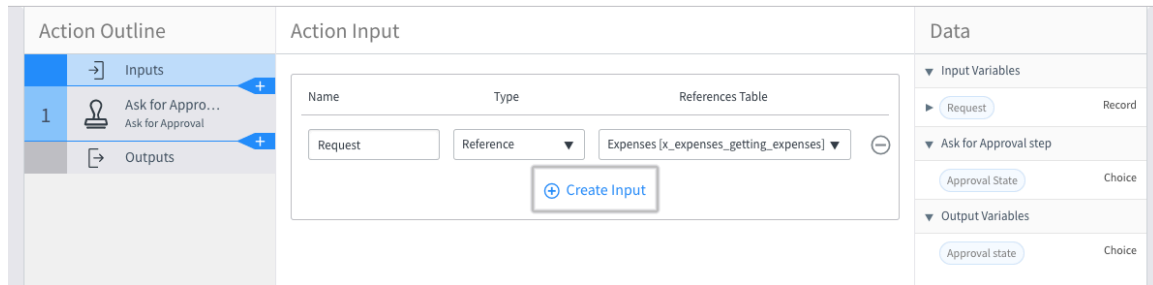 Action Outline
Action Input
Data
Inputs
1
Ask for Appro...
Ask for Approval
Outputs
Name Type References Table
Request Reference Expenses [x_expenses_getting_expenses]
Create Input
Input Variables
Request Record
Ask for Approval step
Approval State Choice
Output Variables
Approval state Choice